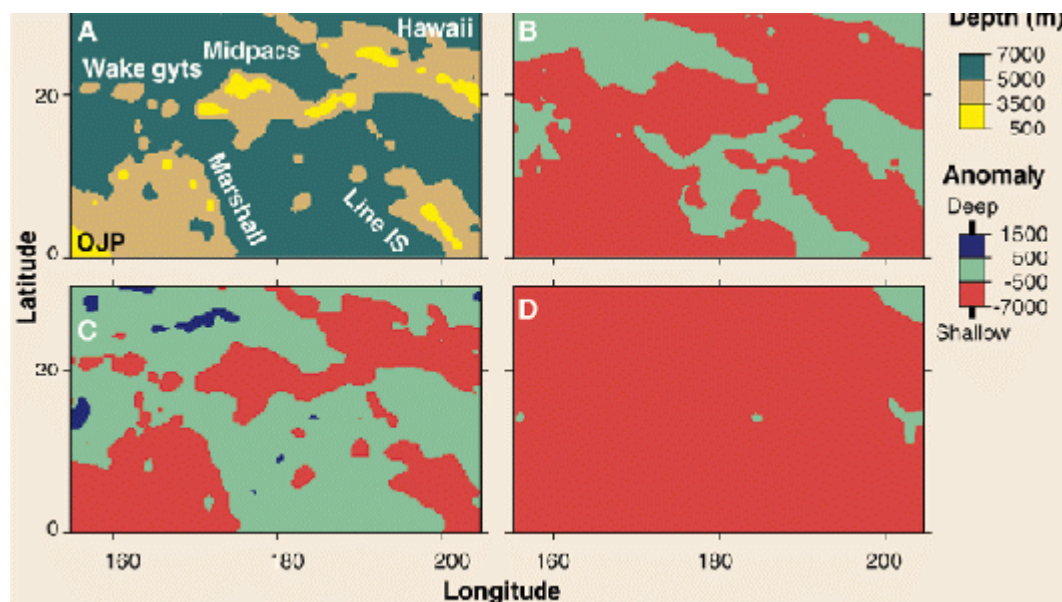 A
Hawaii
Midpacs
Wake gyts
Marshall
Line IS
OJP
B
C
D
20
0
20
0
Latitude
160
180
200
160
180
200
Longitude
Depth (m)
7000
5000
3500
500
Anomaly
Deep
1500
500
-500
-7000
Shallow